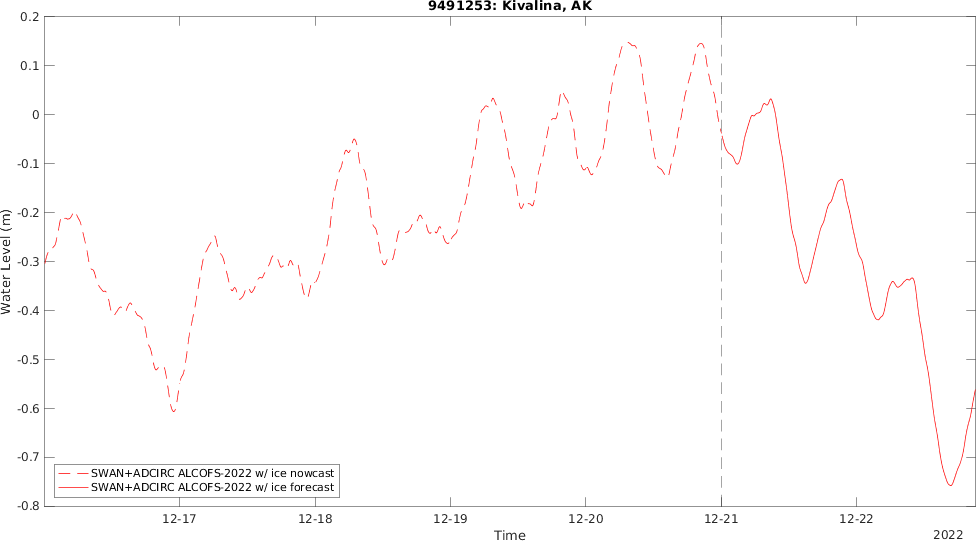 9491253: Kivalina, AK
0.2
0.1
0
-0.1
-0.2
-0.3
-0.4
-0.5
-0.6
-0.7
-0.8
Water Level (m)
SWAN+ADCIRC ALCOFS-2022 w/ ice nowcast
SWAN+ADCIRC ALCOFS-2022 w/ ice forecast
12-17 12-18 12-19 12-20 12-21 12-22
Time
2022